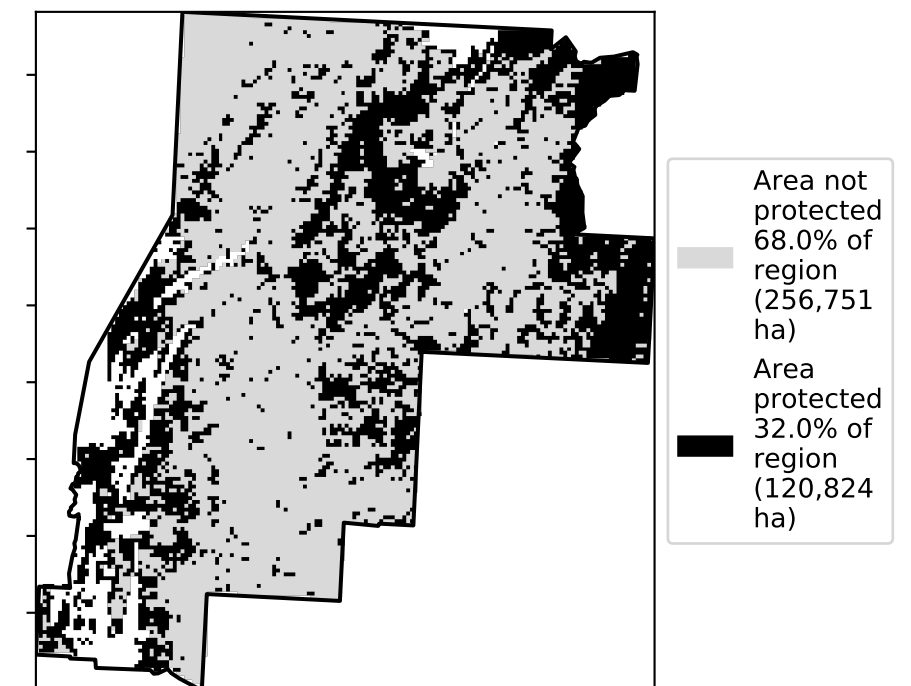 Area not
protected
68.0% of
region
(256,751
ha)
Area
protected
32.0% of
region
(120,824
ha)